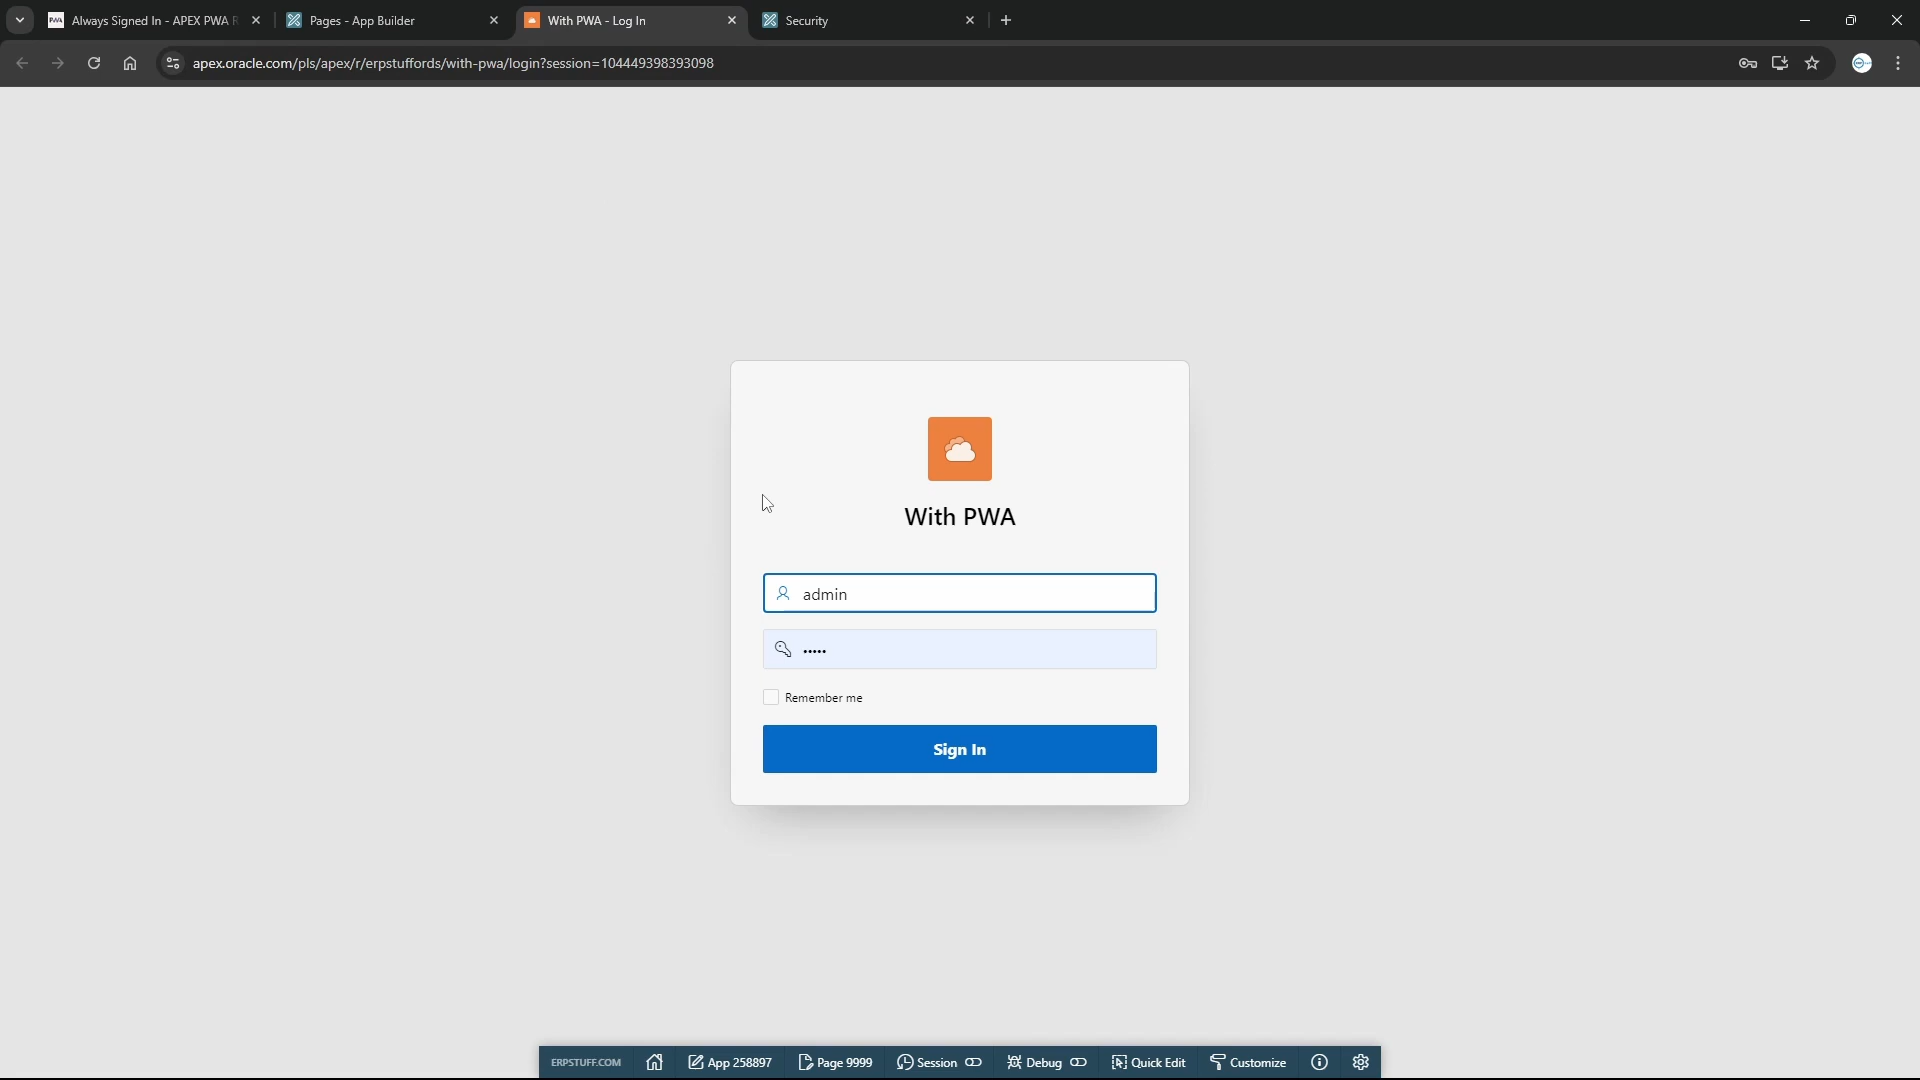 Always Signed In - APEX PWA
Pages - App Builder
With PWA - Log In
Security
apex.oracle.com/pls/apex/r/erpstuffords/with-pwa/login?session=104449398393098
With PWA
admin
•••••
Remember me
Sign In
ERPSTUFF.COM
App 258897
Page 9999
Session
Debug
Quick Edit
Customize